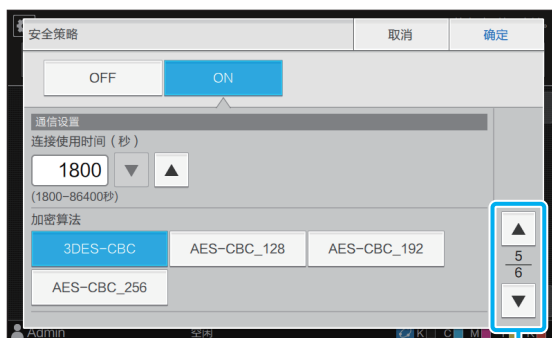 安全策略
取消
确定
OFF
ON
通信设置
连接使用时间(秒)
1800
(1800-86400秒)
加密算法
3DES-CBC
AES-CBC_128
AES-CBC_192
AES-CBC_256
5
6
Admin
空闲
K
C
M
Y
K